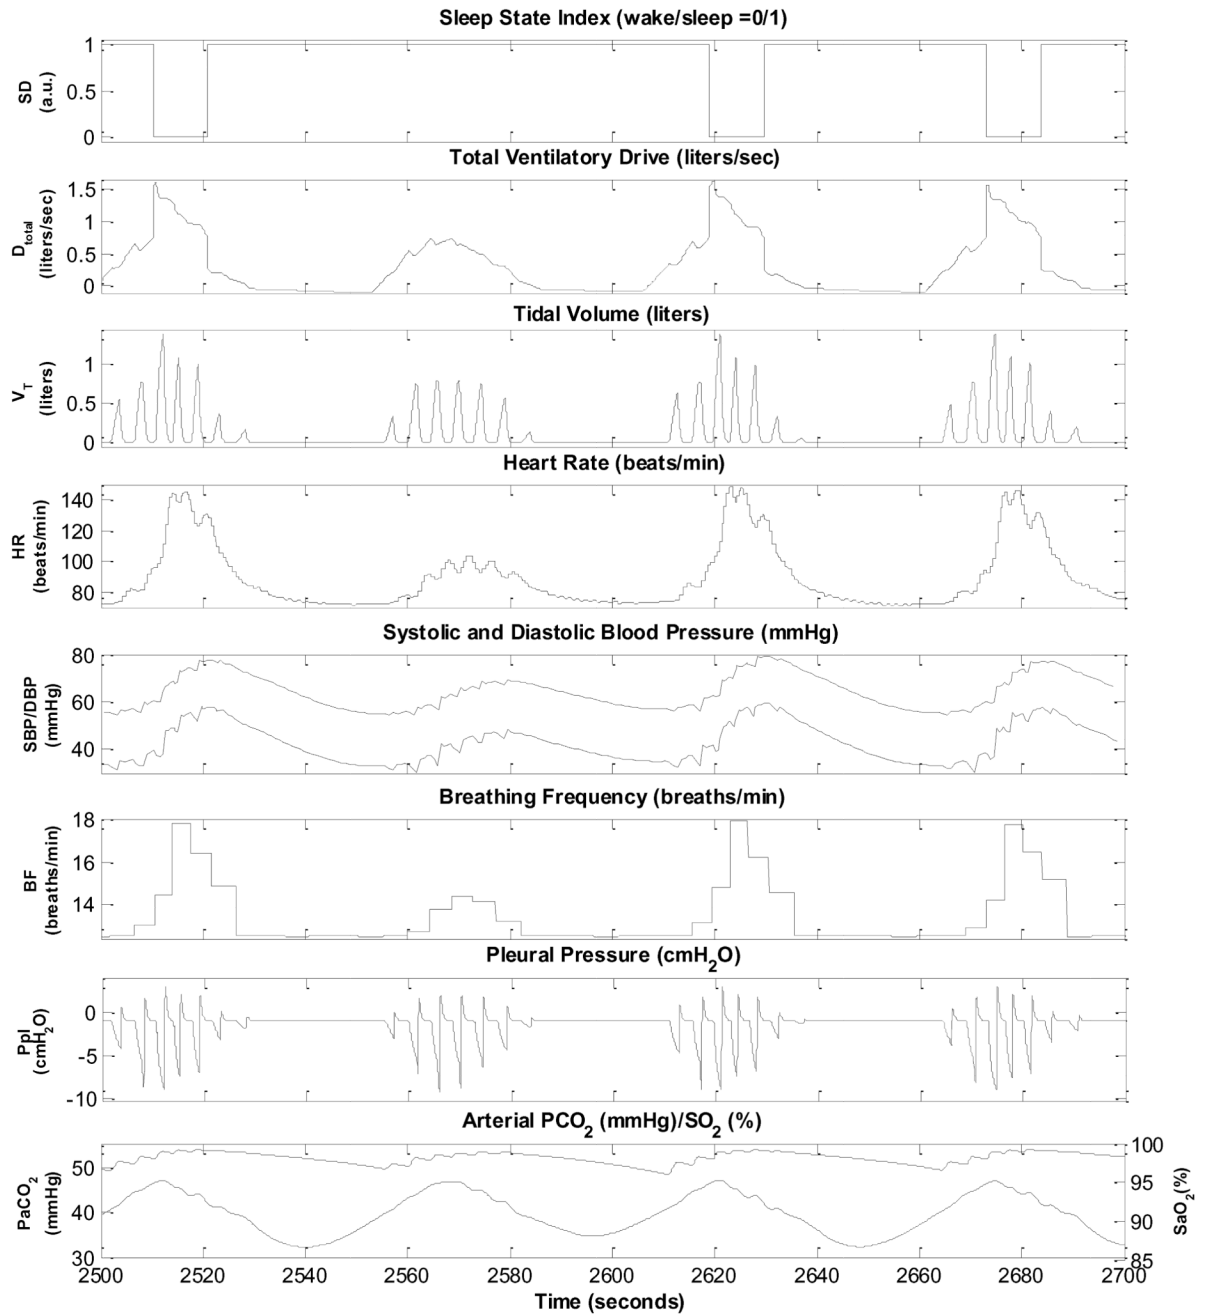 Sleep State Index (wake/sleep =0/1)
SD
(a.u.)
1
0.5
0
Total Ventilatory Drive (liters/sec)
D_total
(liters/sec)
1.5
1
0.5
0
Tidal Volume (liters)
V_T
(liters)
1
0.5
0
Heart Rate (beats/min)
HR
(beats/min)
140
120
100
80
Systolic and Diastolic Blood Pressure (mmHg)
SBP/DBP
(mmHg)
80
60
40
Breathing Frequency (breaths/min)
BF
(breaths/min)
18
16
14
Pleural Pressure (cmH2O)
Ppl
(cmH2O)
0
-5
-10
Arterial PCO2 (mmHg)/SO2 (%)
PaCO2
(mmHg)
50
40
30
100
95
90
85
SaO2(%)
2500 2520 2540 2560 2580 2600 2620 2640 2660 2680 2700
Time (seconds)